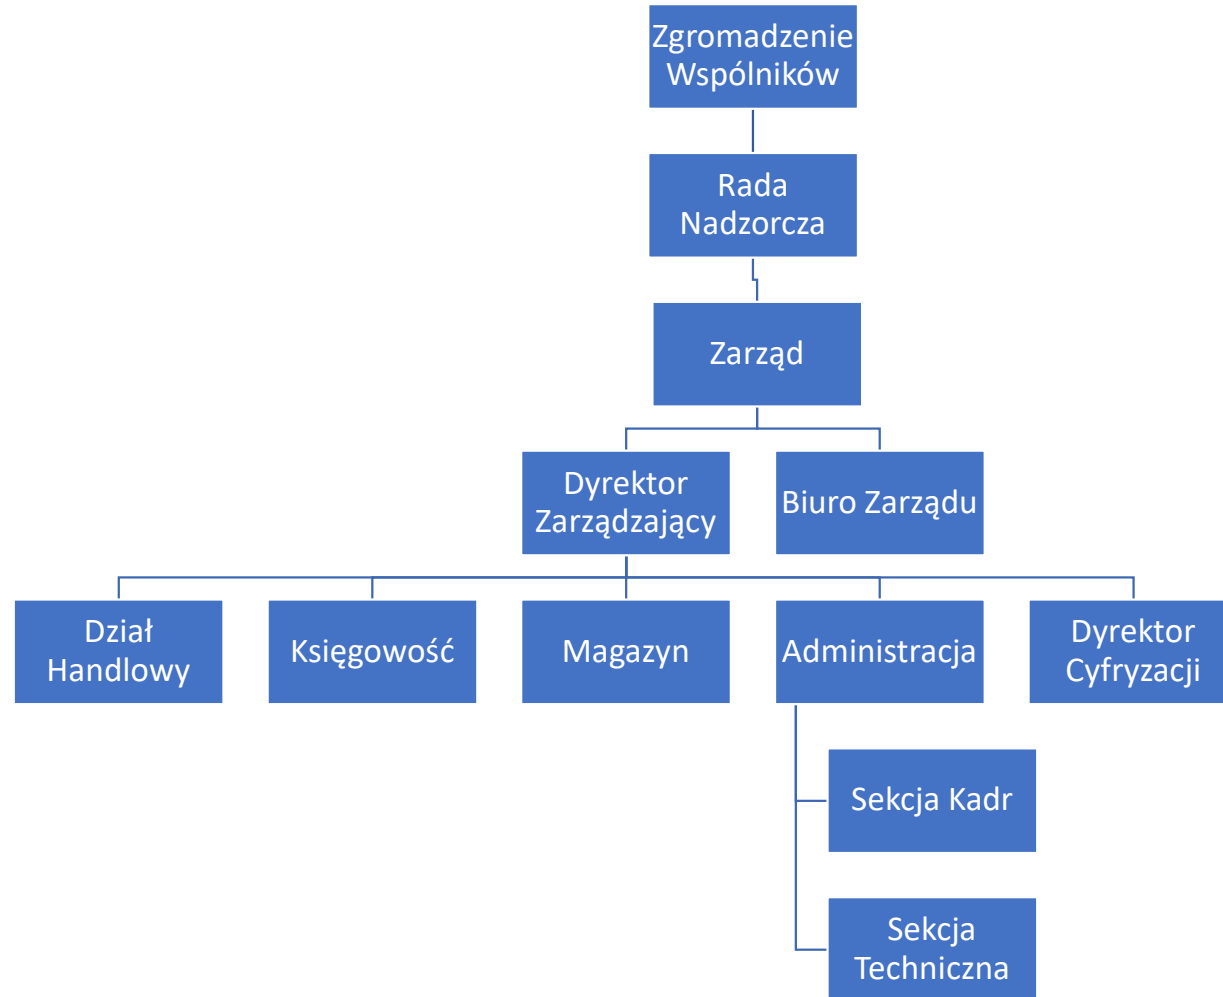 Zgromadzenie
Wspólników
Rada
Nadzorcza
Zarząd
Dyrektor
Zarządzający
Biuro Zarządu
Dział
Handlowy
Księgowość
Magazyn
Administracja
Dyrektor
Cyfryzacji
Sekcja Kadr
Sekcja
Techniczna